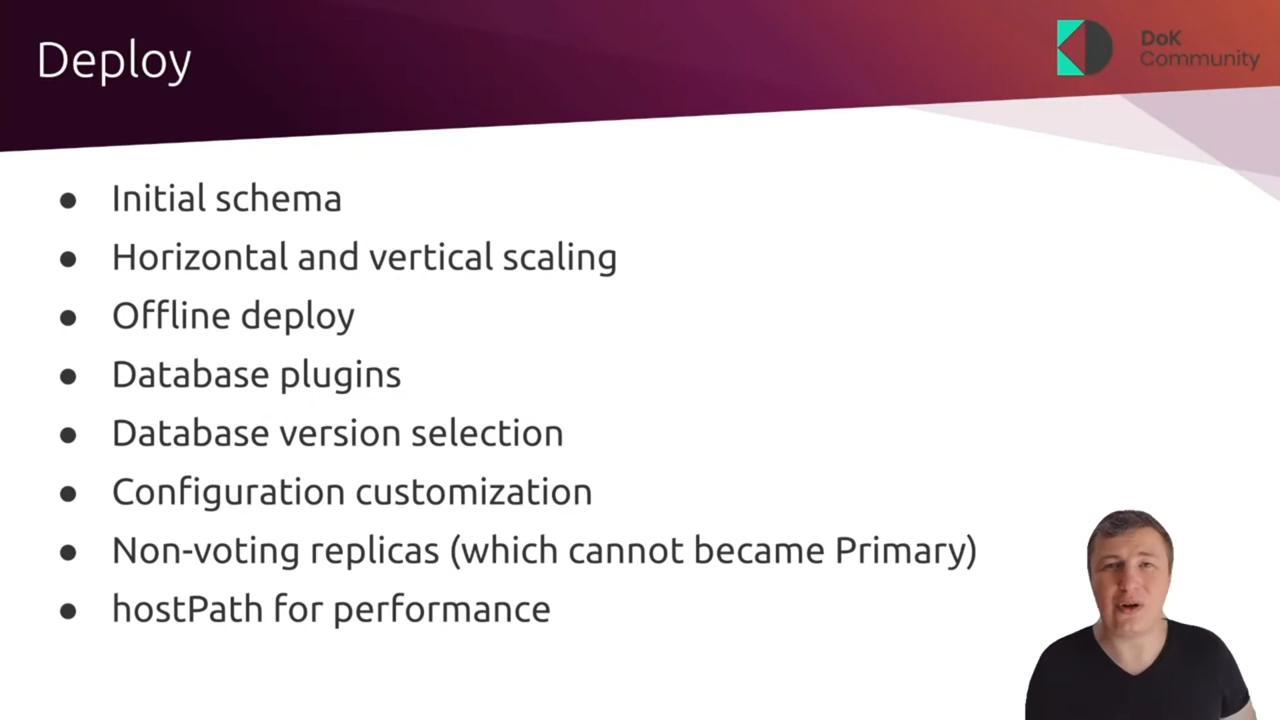 Deploy
DoK
Community
● Initial schema
● Horizontal and vertical scaling
● Offline deploy
● Database plugins
● Database version selection
● Configuration customization
● Non-voting replicas (which cannot became Primary)
● hostPath for performance